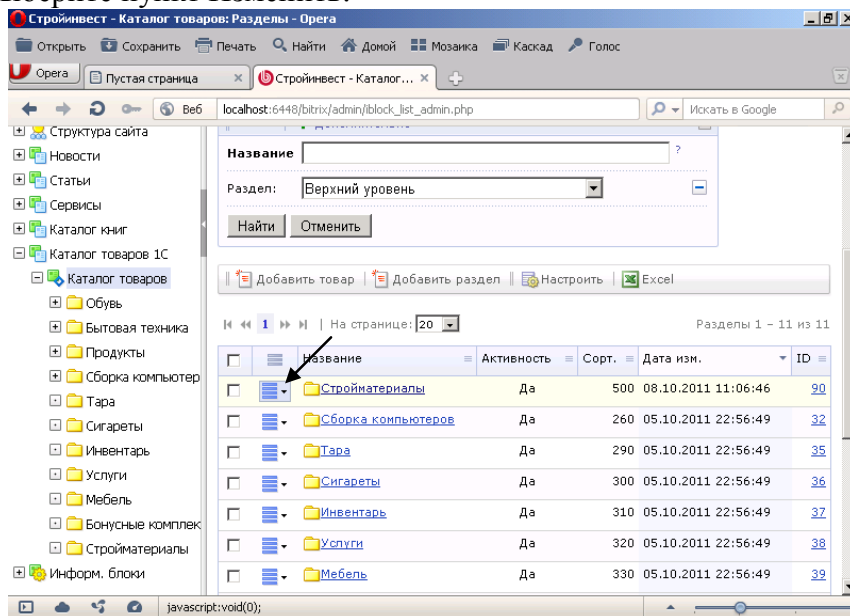 Стройинвест - Каталог товаров: Разделы - Opera
Открыть Сохранить Печать Найти Домой Мозаика Каскад Голос
Opera Пустая страница × Стройинвест - Каталог... ×
Веб localhost:6448/bitrix/admin/iblock_list_admin.php Искать в Google
Структура сайта
Новости
Статьи
Сервисы
Каталог книг
Каталог товаров 1С
Каталог товаров
Обувь
Бытовая техника
Продукты
Сборка компьютер
Тара
Сигареты
Инвентарь
Услуги
Мебель
Бонусные комплек
Стройматериалы
Информ. блоки
Название ?
Раздел: Верхний уровень
Найти Отменить
Добавить товар Добавить раздел Настроить Excel
1 | На странице: 20 Разделы 1 – 11 из 11
Название Активность Сорт. Дата изм. ID
Стройматериалы Да 500 08.10.2011 11:06:46 90
Сборка компьютеров Да 260 05.10.2011 22:56:49 32
Тара Да 290 05.10.2011 22:56:49 35
Сигареты Да 300 05.10.2011 22:56:49 36
Инвентарь Да 310 05.10.2011 22:56:49 37
Услуги Да 320 05.10.2011 22:56:49 38
Мебель Да 330 05.10.2011 22:56:49 39
javascript:void(0);